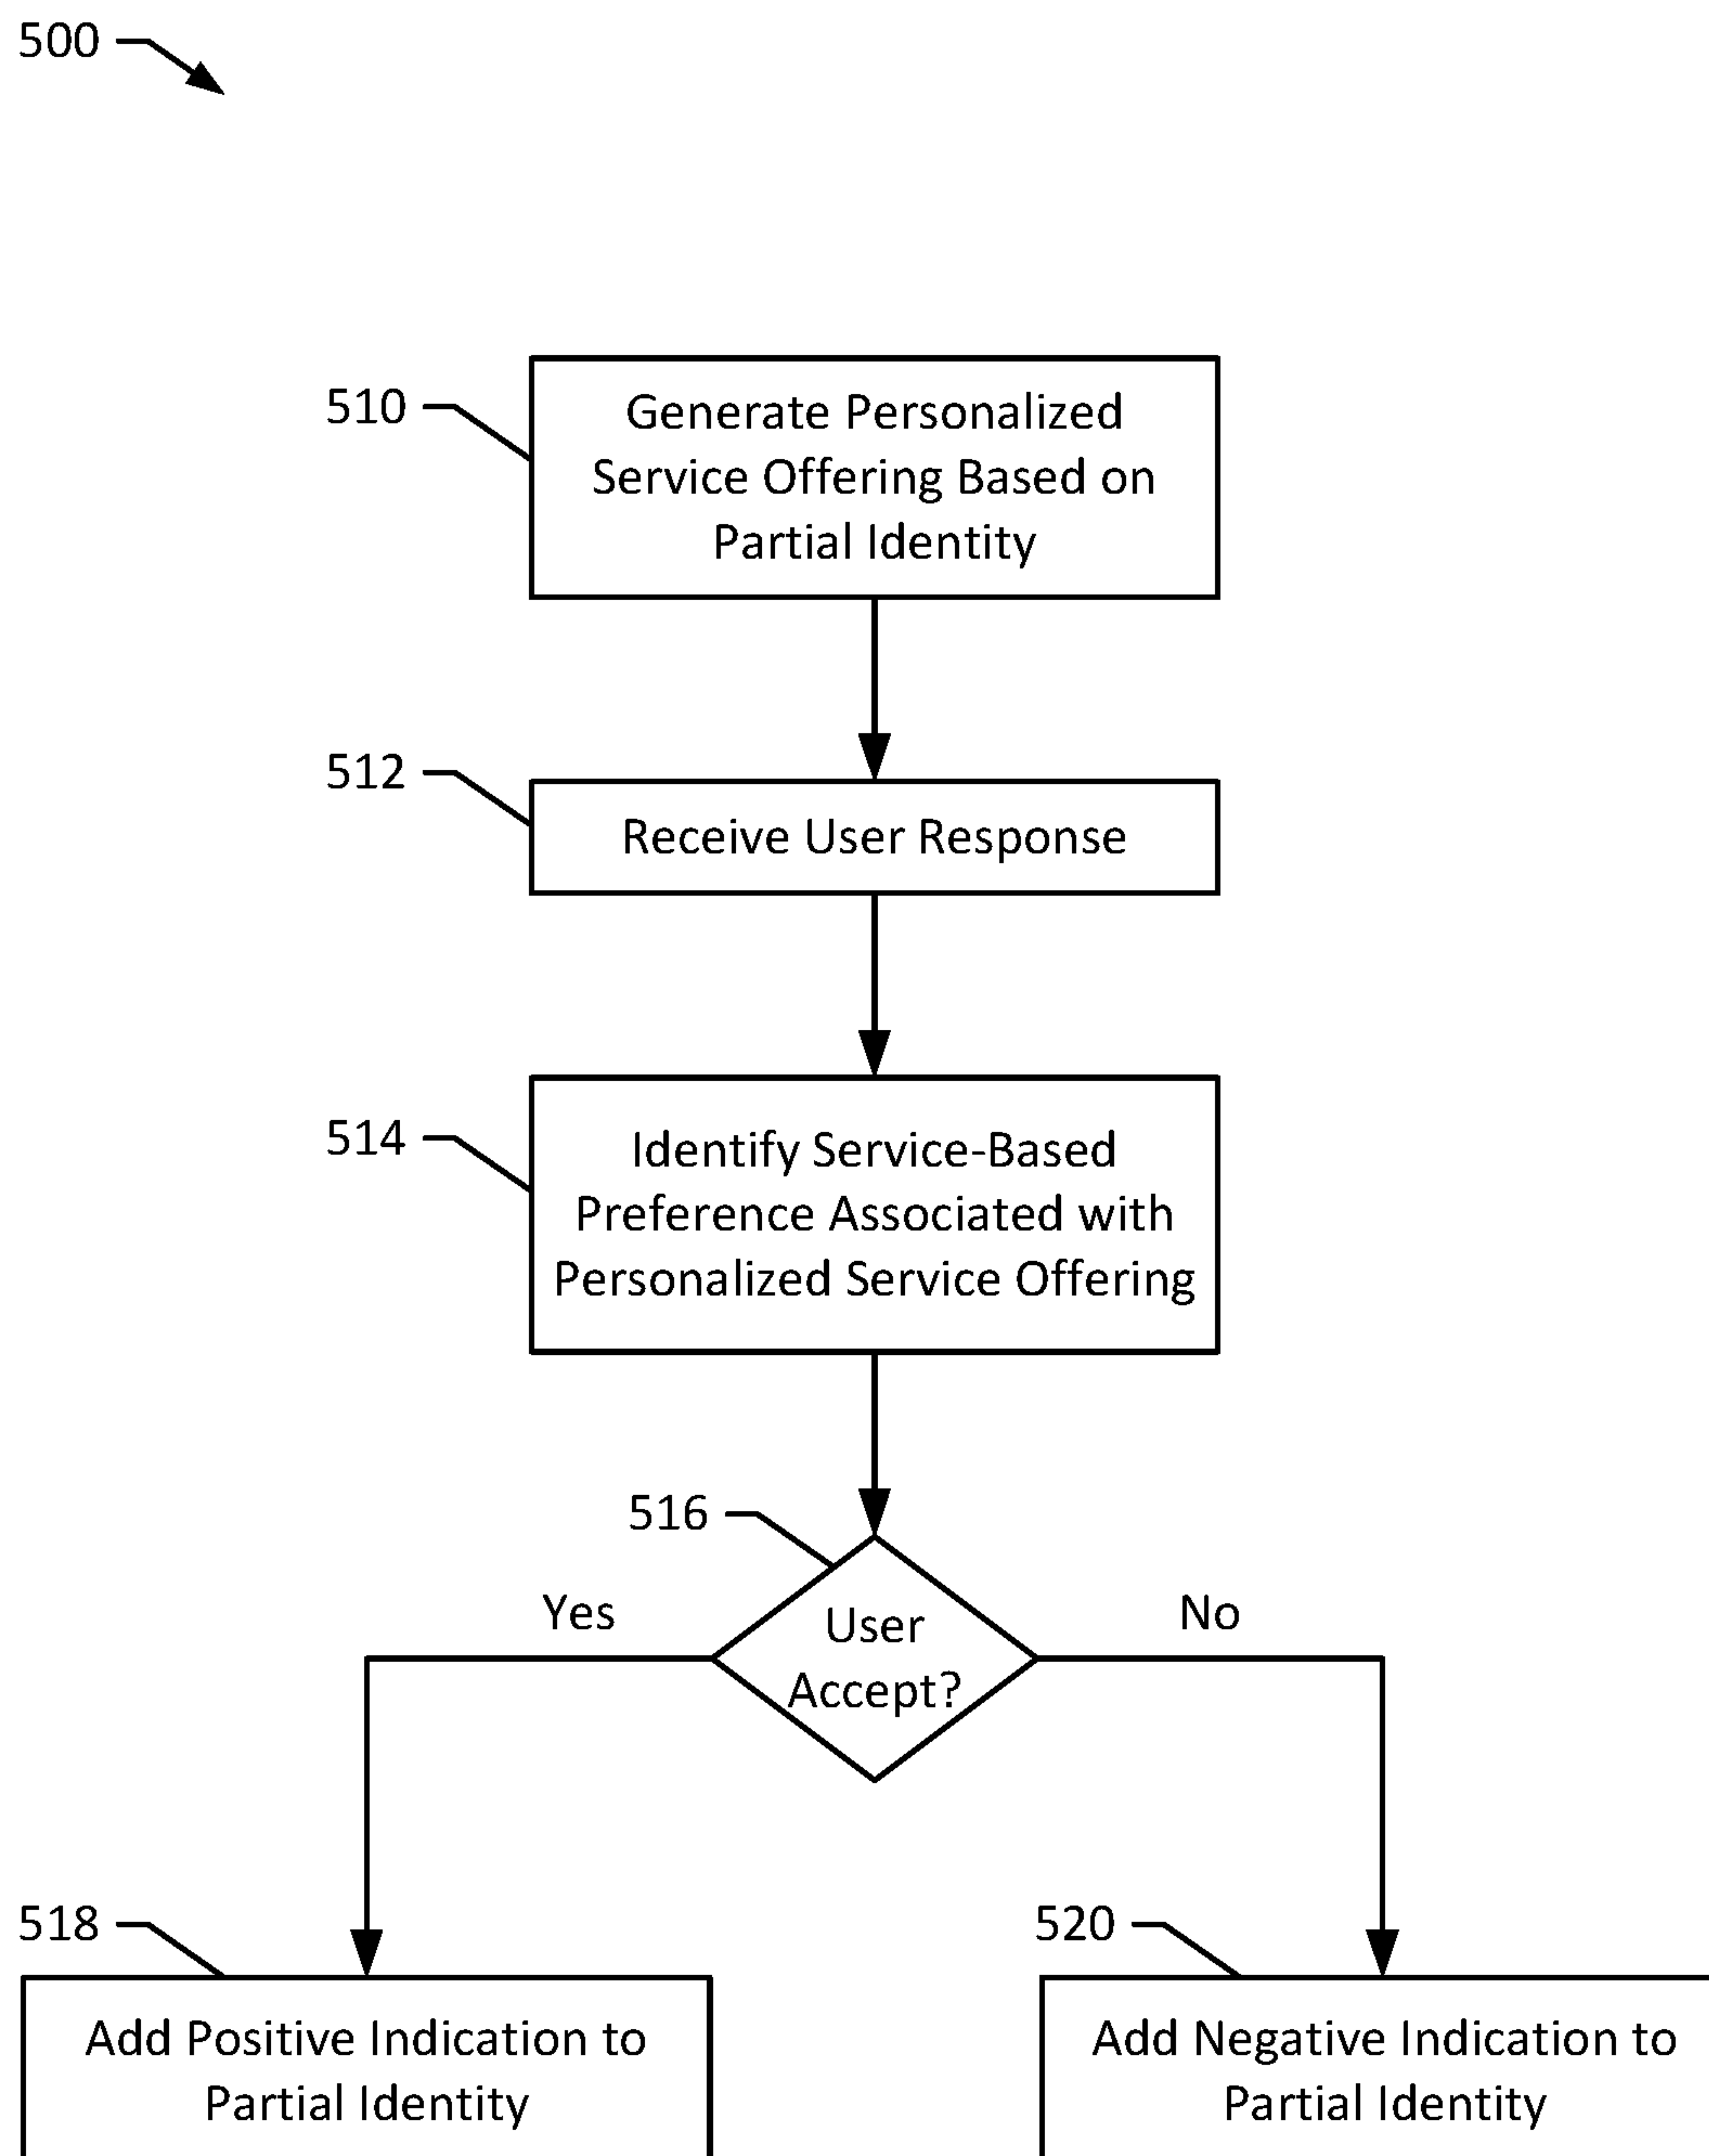 500
510
Generate Personalized
Service Offering Based on
Partial Identity
512
Receive User Response
514
Identify Service-Based
Preference Associated with
Personalized Service Offering
516
Yes
User
Accept?
No
518
Add Positive Indication to
Partial Identity
520
Add Negative Indication to
Partial Identity